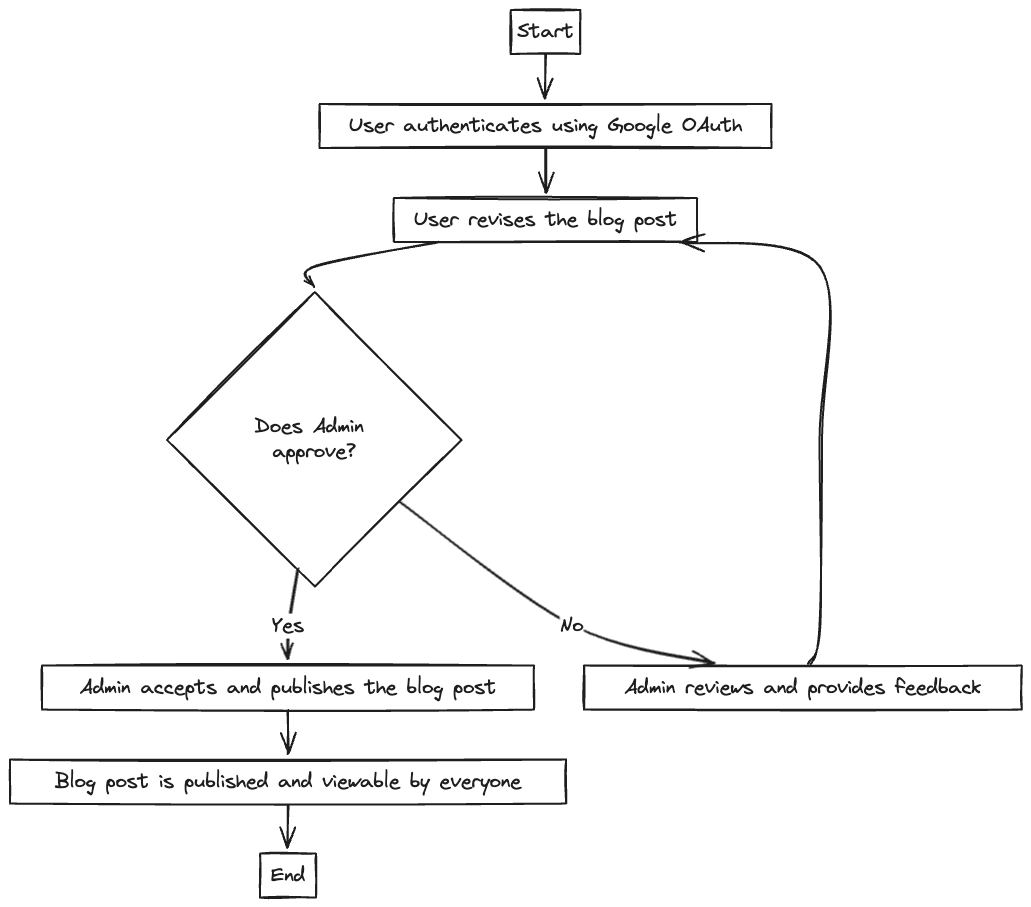 Start
User authenticates using Google OAuth
User revises the blog post
Does Admin
approve?
Yes
No
Admin accepts and publishes the blog post
Admin reviews and provides feedback
Blog post is published and viewable by everyone
End